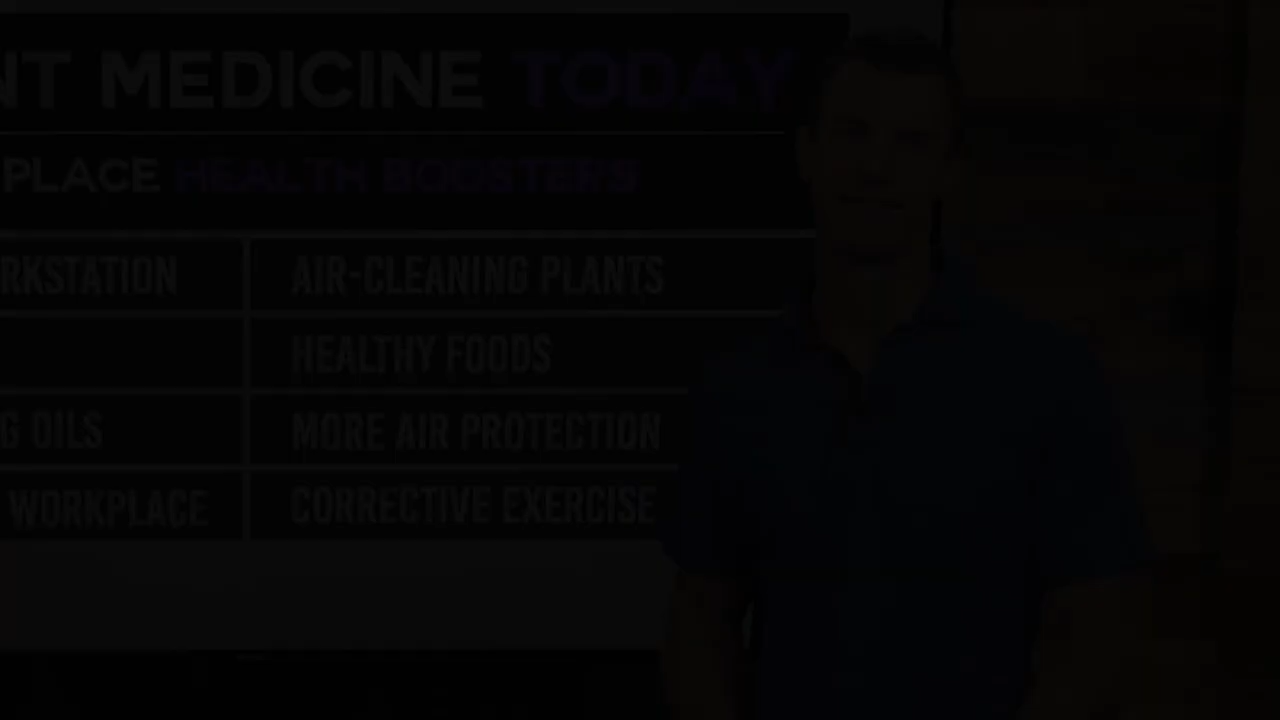 NT MEDICINE TODAY
PLACE HEALTH BOOSTERS
RKSTATION AIR-CLEANING PLANTS
HEALTHY FOODS
G OILS MORE AIR PROTECTION
WORKPLACE CORRECTIVE EXERCISE